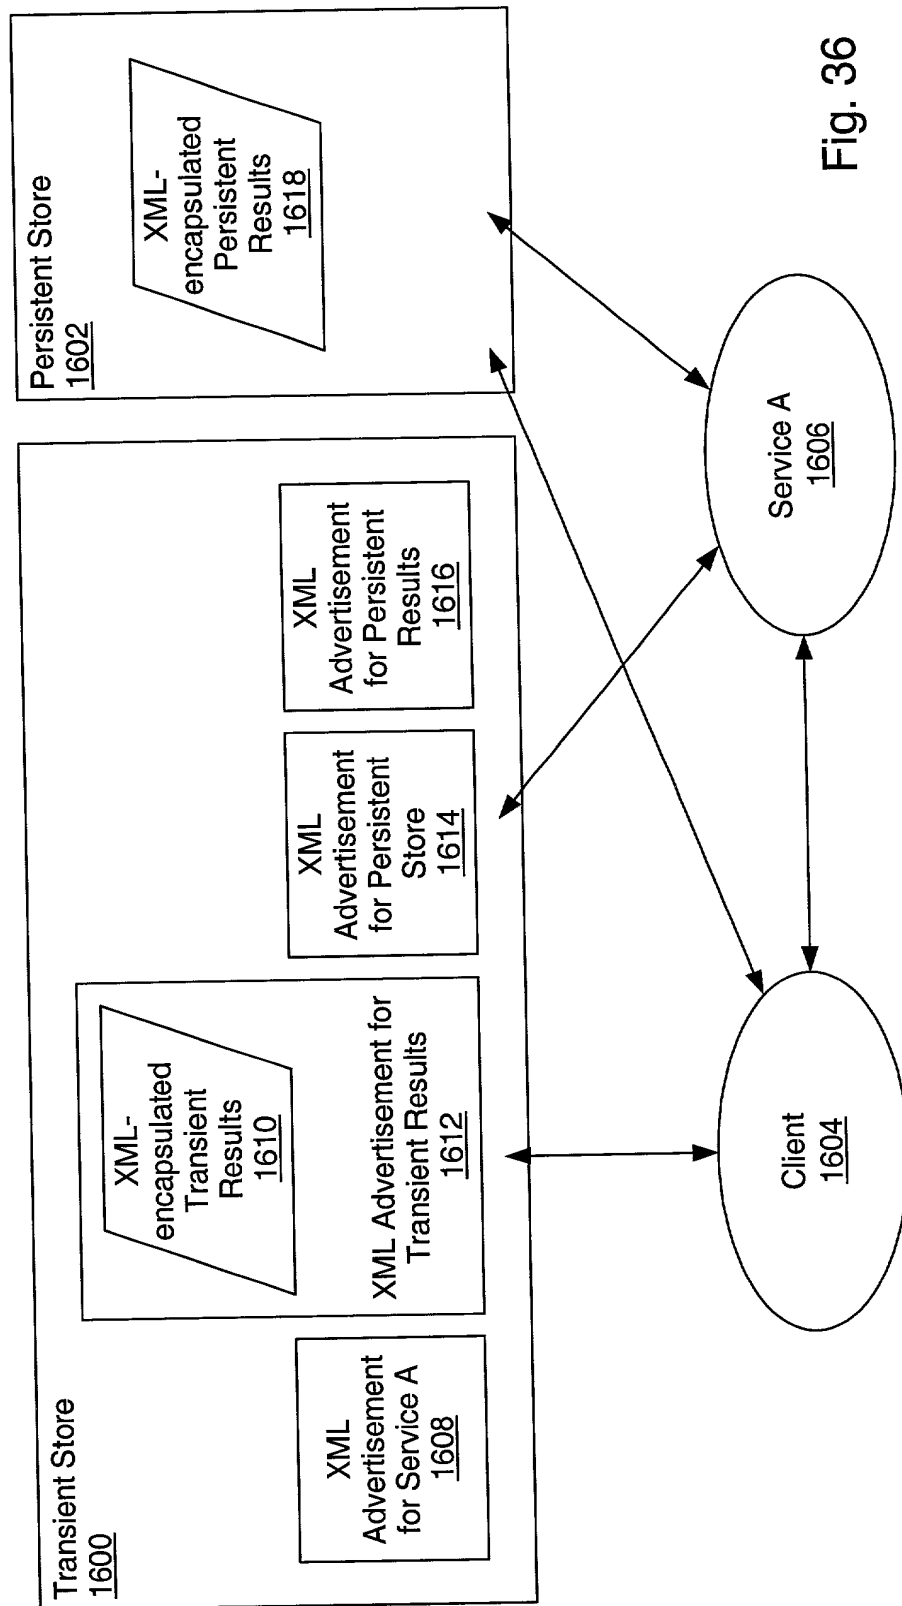 Transient Store
1600
XML
Advertisement
for Service A
1608
XML-
encapsulated
Transient
Results
1610
XML Advertisement for
Transient Results
1612
XML
Advertisement
for Persistent
Store
1614
XML
Advertisement
for Persistent
Results
1616
Persistent Store
1602
XML-
encapsulated
Persistent
Results
1618
Client
1604
Service A
1606
Fig. 36